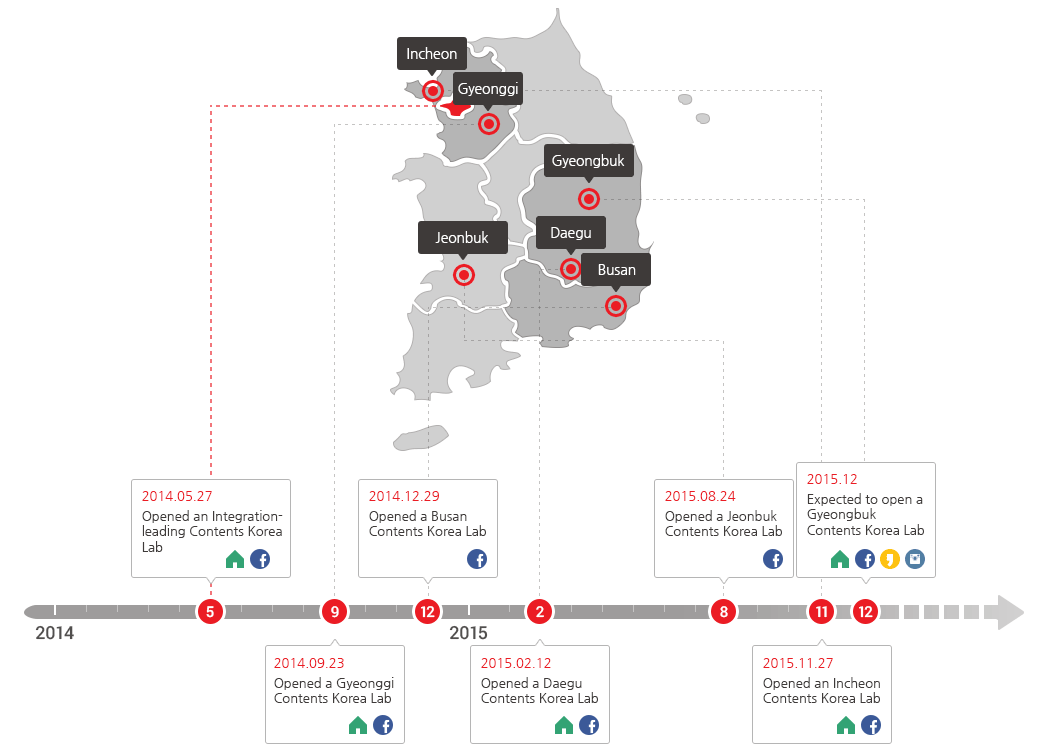 Incheon
Gyeonggi
Gyeongbuk
Daegu
Jeonbuk
Busan
2014.05.27
Opened an Integration-
leading Contents Korea
Lab
2014.12.29
Opened a Busan
Contents Korea Lab
2015.08.24
Opened a Jeonbuk
Contents Korea Lab
2015.12
Expected to open a
Gyeongbuk
Contents Korea Lab
5
9
12
2
8
11
12
2014
2015
2014.09.23
Opened a Gyeonggi
Contents Korea Lab
2015.02.12
Opened a Daegu
Contents Korea Lab
2015.11.27
Opened an Incheon
Contents Korea Lab